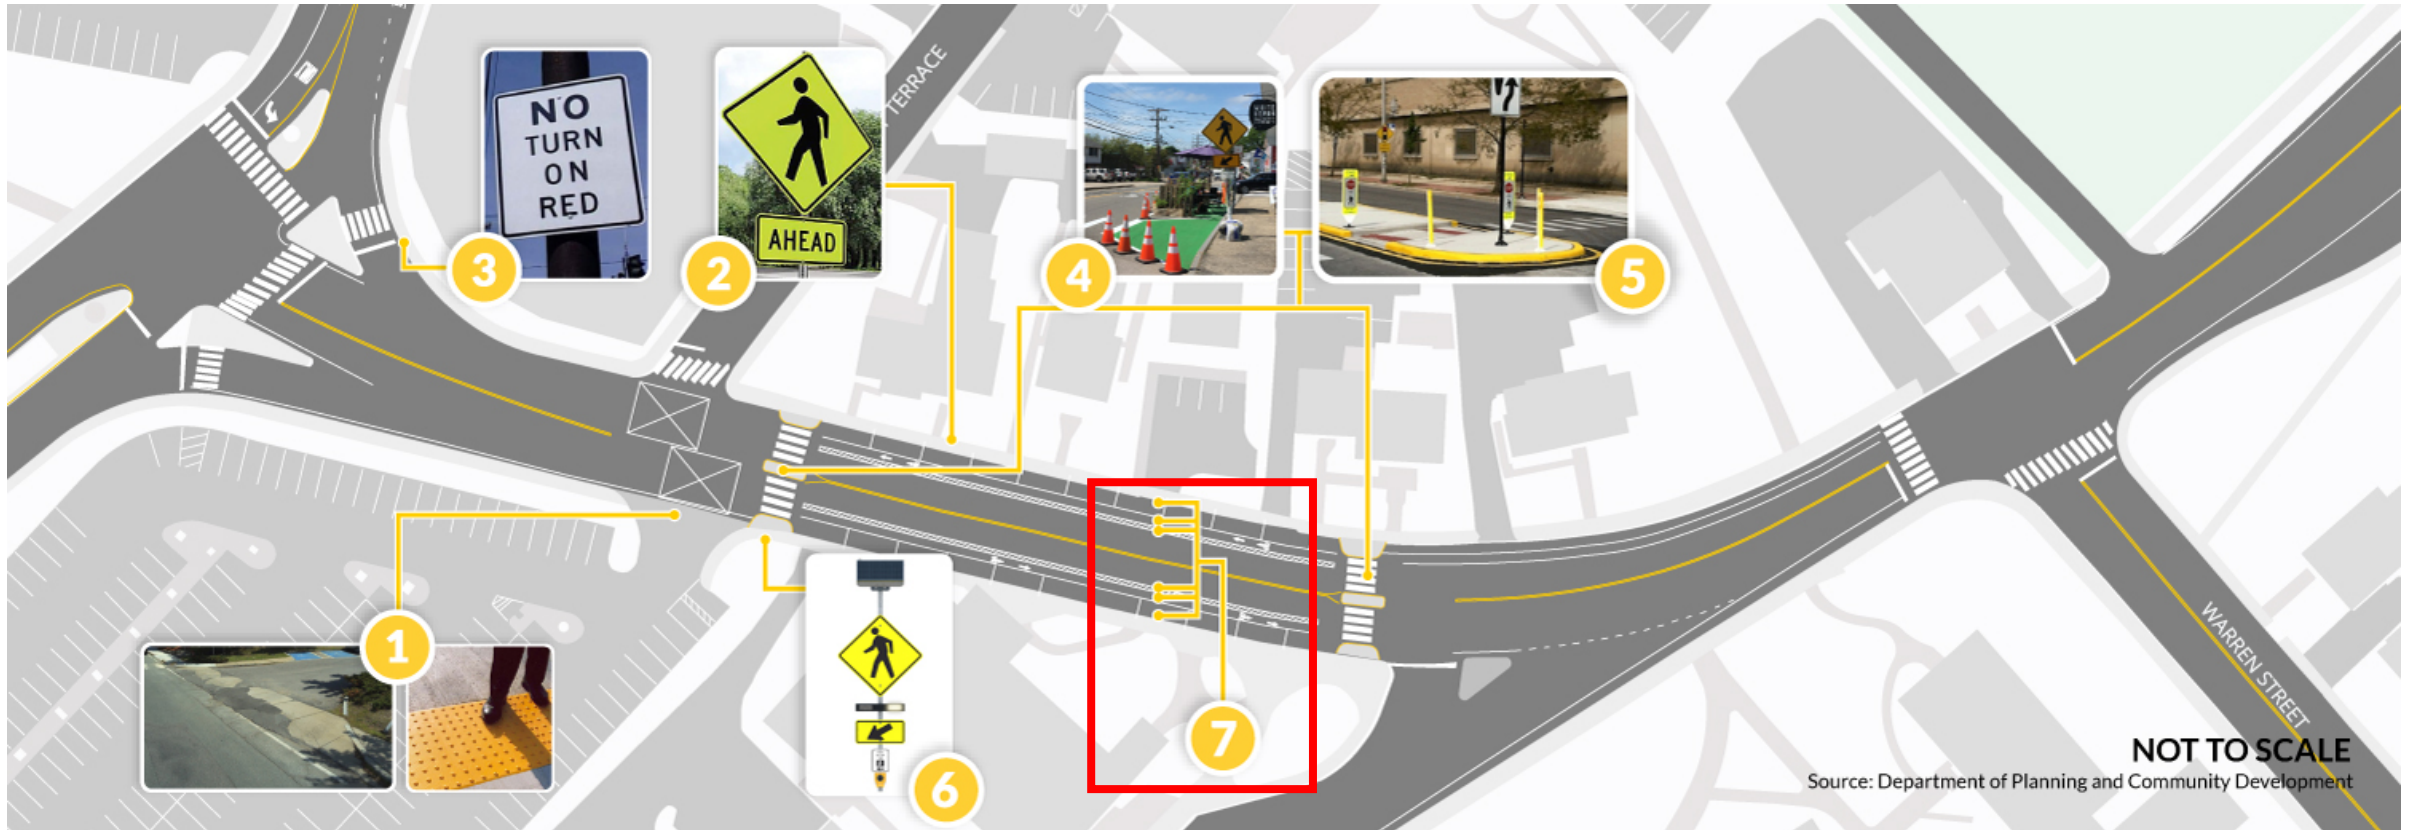 TERRACE
NO
TURN
ON
RED
3
AHEAD
2
4
5
1
6
7
WARREN STREET
NOT TO SCALE
Source: Department of Planning and Community Development